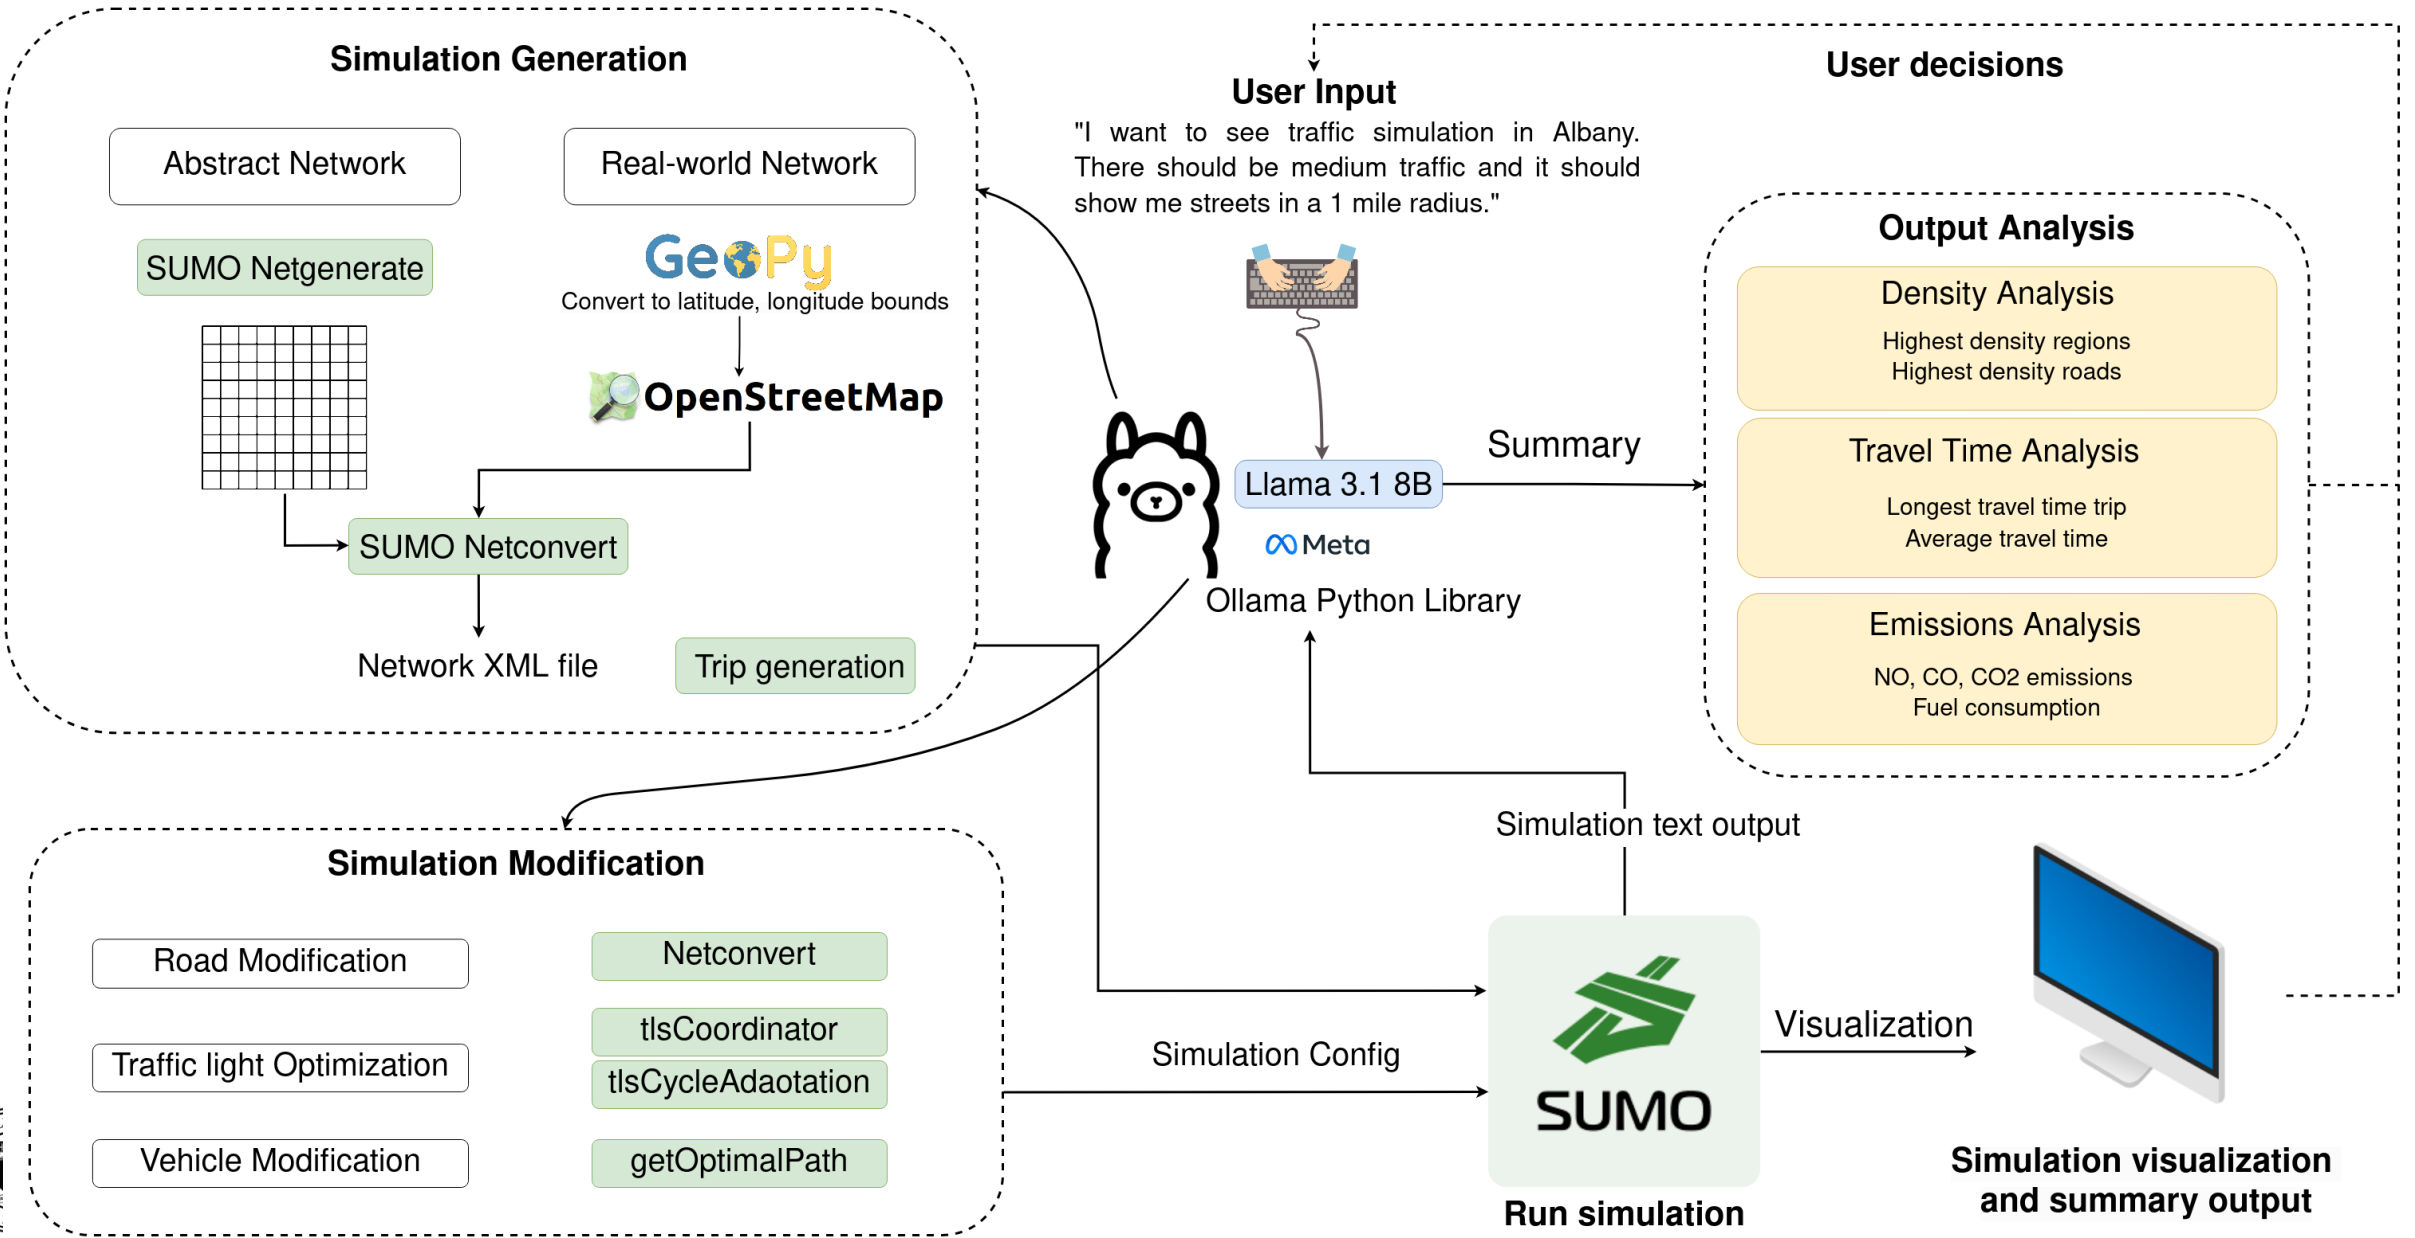 Simulation Generation
Abstract Network
Real-world Network
SUMO Netgenerate
GeoPy
Convert to latitude, longitude bounds
OpenStreetMap
SUMO Netconvert
Network XML file
Trip generation
User decisions
User Input
"I want to see traffic simulation in Albany.
There should be medium traffic and it should
show me streets in a 1 mile radius."
Llama 3.1 8B
Meta
Ollama Python Library
Summary
Output Analysis
Density Analysis
Highest density regions
Highest density roads
Travel Time Analysis
Longest travel time trip
Average travel time
Emissions Analysis
NO, CO, CO2 emissions
Fuel consumption
Simulation Modification
Road Modification
Netconvert
Traffic light Optimization
tlsCoordinator
tlsCycleAdaotation
Vehicle Modification
getOptimalPath
Simulation Config
Simulation text output
SUMO
Run simulation
Visualization
Simulation visualization
and summary output